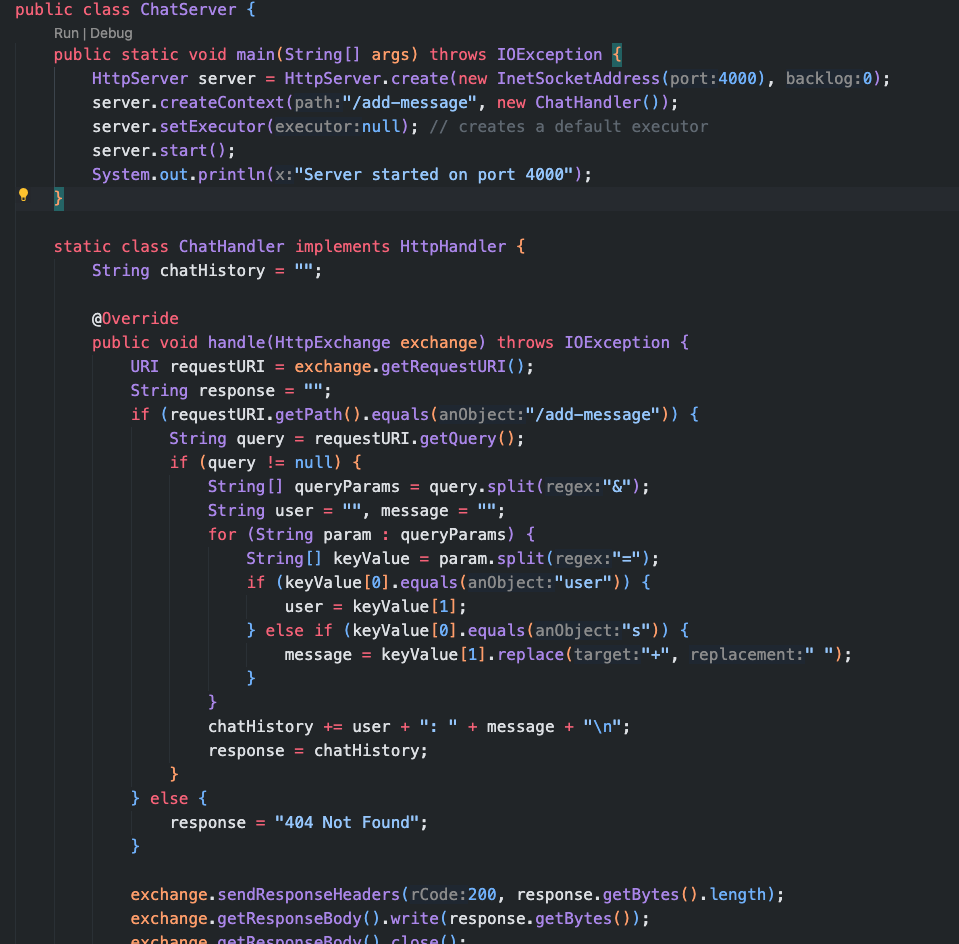 public class ChatServer {
Run | Debug
public static void main(String[] args) throws IOException {
HttpServer server = HttpServer.create(new InetSocketAddress(port:4000), backlog:0);
server.createContext(path:"/add-message", new ChatHandler());
server.setExecutor(executor:null); // creates a default executor
server.start();
System.out.println(x:"Server started on port 4000");
}
static class ChatHandler implements HttpHandler {
String chatHistory = "";
@Override
public void handle(HttpExchange exchange) throws IOException {
URI requestURI = exchange.getRequestURI();
String response = "";
if (requestURI.getPath().equals(anObject:"/add-message")) {
String query = requestURI.getQuery();
if (query != null) {
String[] queryParams = query.split(regex:"&");
String user = "", message = "";
for (String param : queryParams) {
String[] keyValue = param.split(regex:"=");
if (keyValue[0].equals(anObject:"user")) {
user = keyValue[1];
} else if (keyValue[0].equals(anObject:"s")) {
message = keyValue[1].replace(target:"+", replacement:" ");
}
}
chatHistory += user + ": " + message + "\n";
response = chatHistory;
}
} else {
response = "404 Not Found";
}
exchange.sendResponseHeaders(rCode:200, response.getBytes().length);
exchange.getResponseBody().write(response.getBytes());
exchange.getResponseBody().close();